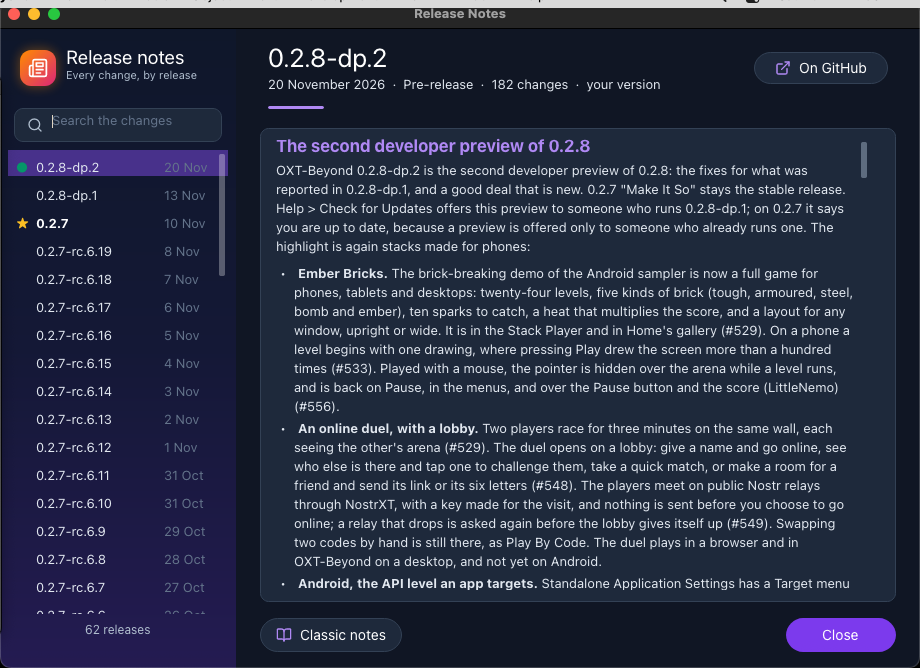 Release Notes
Release notes
Every change, by release
Search the changes
0.2.8-dp.2 20 Nov
0.2.8-dp.1 13 Nov
0.2.7 10 Nov
0.2.7-rc.6.19 8 Nov
0.2.7-rc.6.18 7 Nov
0.2.7-rc.6.17 6 Nov
0.2.7-rc.6.16 5 Nov
0.2.7-rc.6.15 4 Nov
0.2.7-rc.6.14 3 Nov
0.2.7-rc.6.13 2 Nov
0.2.7-rc.6.12 1 Nov
0.2.7-rc.6.11 31 Oct
0.2.7-rc.6.10 31 Oct
0.2.7-rc.6.9 29 Oct
0.2.7-rc.6.8 28 Oct
0.2.7-rc.6.7 27 Oct
62 releases
0.2.8-dp.2
20 November 2026 · Pre-release · 182 changes · your version
On GitHub
The second developer preview of 0.2.8
OXT-Beyond 0.2.8-dp.2 is the second developer preview of 0.2.8: the fixes for what was
reported in 0.2.8-dp.1, and a good deal that is new. 0.2.7 "Make It So" stays the stable release.
Help > Check for Updates offers this preview to someone who runs 0.2.8-dp.1; on 0.2.7 it says
you are up to date, because a preview is offered only to someone who already runs one. The
highlight is again stacks made for phones:
· Ember Bricks. The brick-breaking demo of the Android sampler is now a full game for
phones, tablets and desktops: twenty-four levels, five kinds of brick (tough, armoured, steel,
bomb and ember), ten sparks to catch, a heat that multiplies the score, and a layout for any
window, upright or wide. It is in the Stack Player and in Home's gallery (#529). On a phone a
level begins with one drawing, where pressing Play drew the screen more than a hundred
times (#533). Played with a mouse, the pointer is hidden over the arena while a level runs,
and is back on Pause, in the menus, and over the Pause button and the score (LittleNemo)
(#556).
· An online duel, with a lobby. Two players race for three minutes on the same wall, each
seeing the other's arena (#529). The duel opens on a lobby: give a name and go online, see
who else is there and tap one to challenge them, take a quick match, or make a room for a
friend and send its link or its six letters (#548). The players meet on public Nostr relays
through NostrXT, with a key made for the visit, and nothing is sent before you choose to go
online; a relay that drops is asked again before the lobby gives itself up (#549). Swapping
two codes by hand is still there, as Play By Code. The duel plays in a browser and in
OXT-Beyond on a desktop, and not yet on Android.
· Android, the API level an app targets. Standalone Application Settings has a Target menu
Classic notes
Close